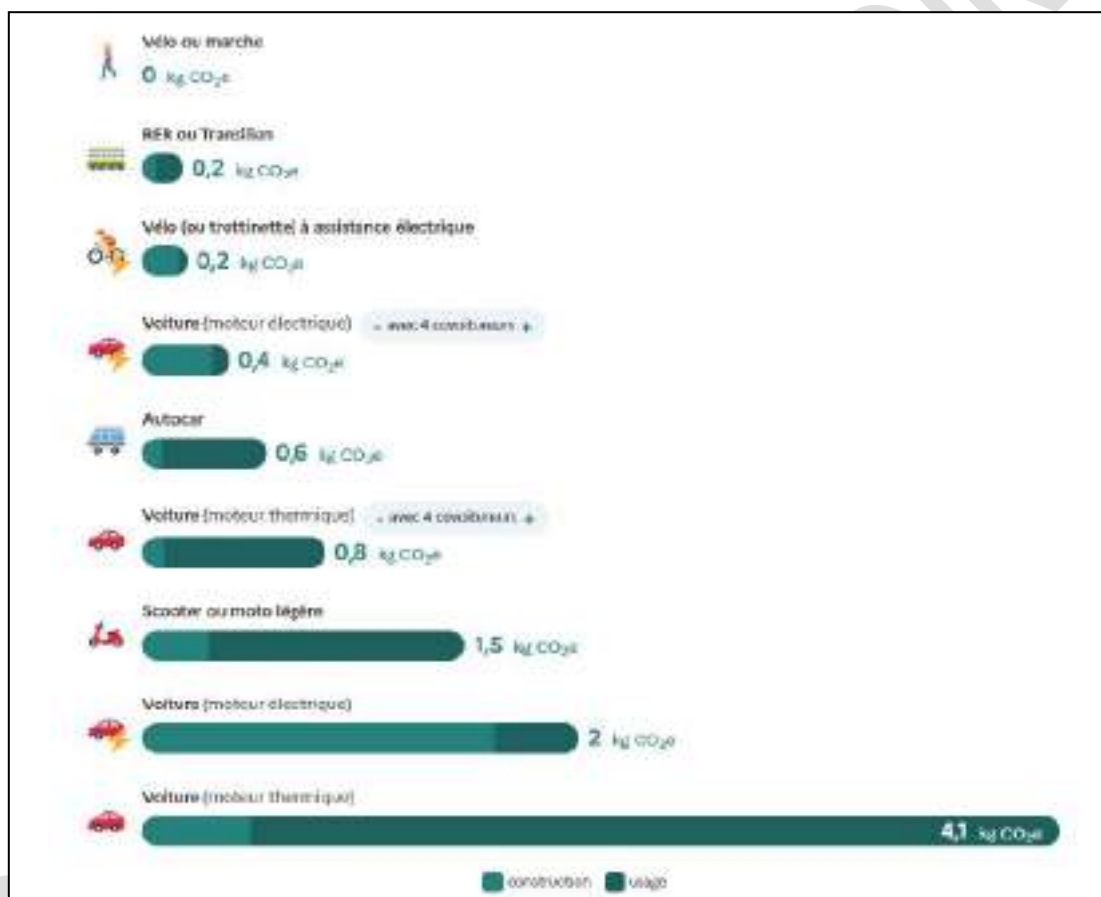 Vélo ou marche
0 kg CO₂e
RER ou Transilien
0,2 kg CO₂e
Vélo (ou trottinette) à assistance électrique
0,2 kg CO₂e
Voiture (moteur électrique) - avec 4 covoitureurs +
0,4 kg CO₂e
Autocar
0,6 kg CO₂e
Voiture (moteur thermique) - avec 4 covoitureurs +
0,8 kg CO₂e
Scooter ou moto légère
1,5 kg CO₂e
Voiture (moteur électrique)
2 kg CO₂e
Voiture (moteur thermique)
4,1 kg CO₂e
construction usage